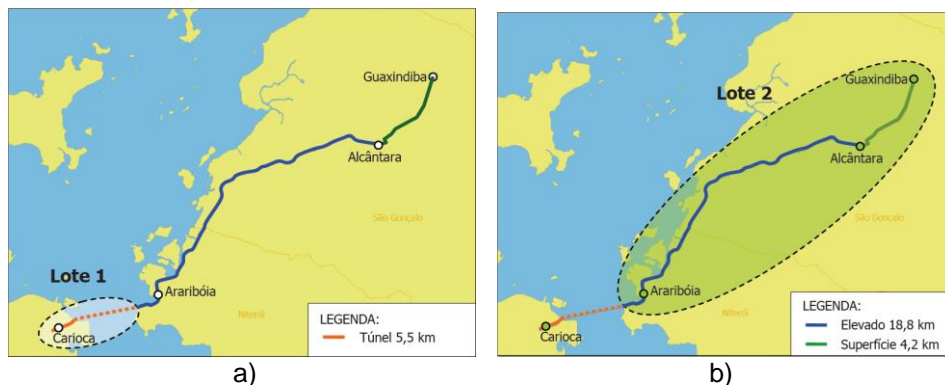 Guaxindiba
Alcântara
São Gonçalo
Lote 1
Araribóia
Niterói
Carioca
LEGENDA:
Túnel 5,5 km
a)
Guaxindiba
Lote 2
Alcântara
São Gonçalo
Araribóia
Niterói
Carioca
LEGENDA:
Elevado 18,8 km
Superfície 4,2 km
b)